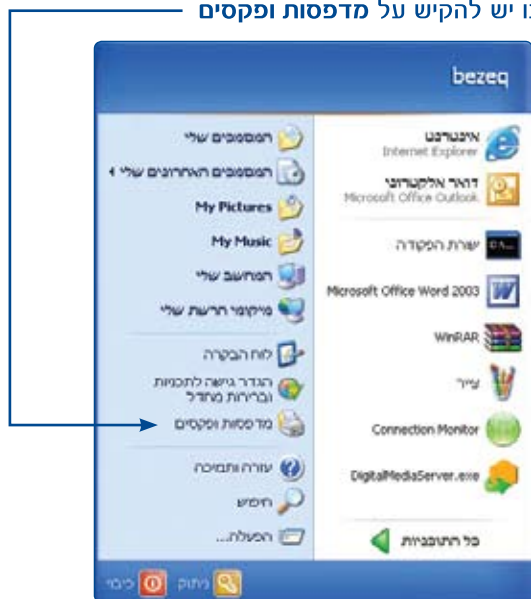 יש להקיש על מדפסות ופקסים
bezeq
אינטרנט
Internet Explorer
דואר אלקטרוני
Microsoft Office Outlook
שורת הפקודה
Microsoft Office Word 2003
WinRAR
צייר
Connection Monitor
DigitalMediaServer.exe
כל התוכניות
המסמכים שלי
המסמכים האחרונים שלי
My Pictures
My Music
המחשב שלי
מיקומי הרשת שלי
לוח הבקרה
הגדר גישה לתכניות
וברירות מחדל
מדפסות ופקסים
עזרה ותמיכה
חיפוש
הפעלה...
ניתוק
כיבוי